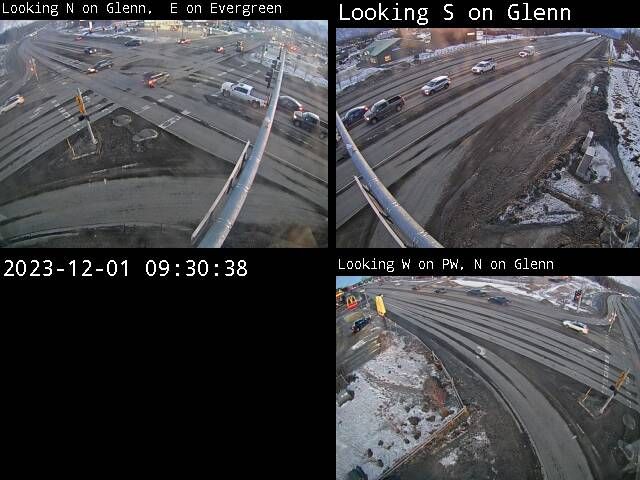 Looking N on Glenn,  E on Evergreen
Looking S on Glenn
2023-12-01 09:30:38
Looking W on PW, N on Glenn